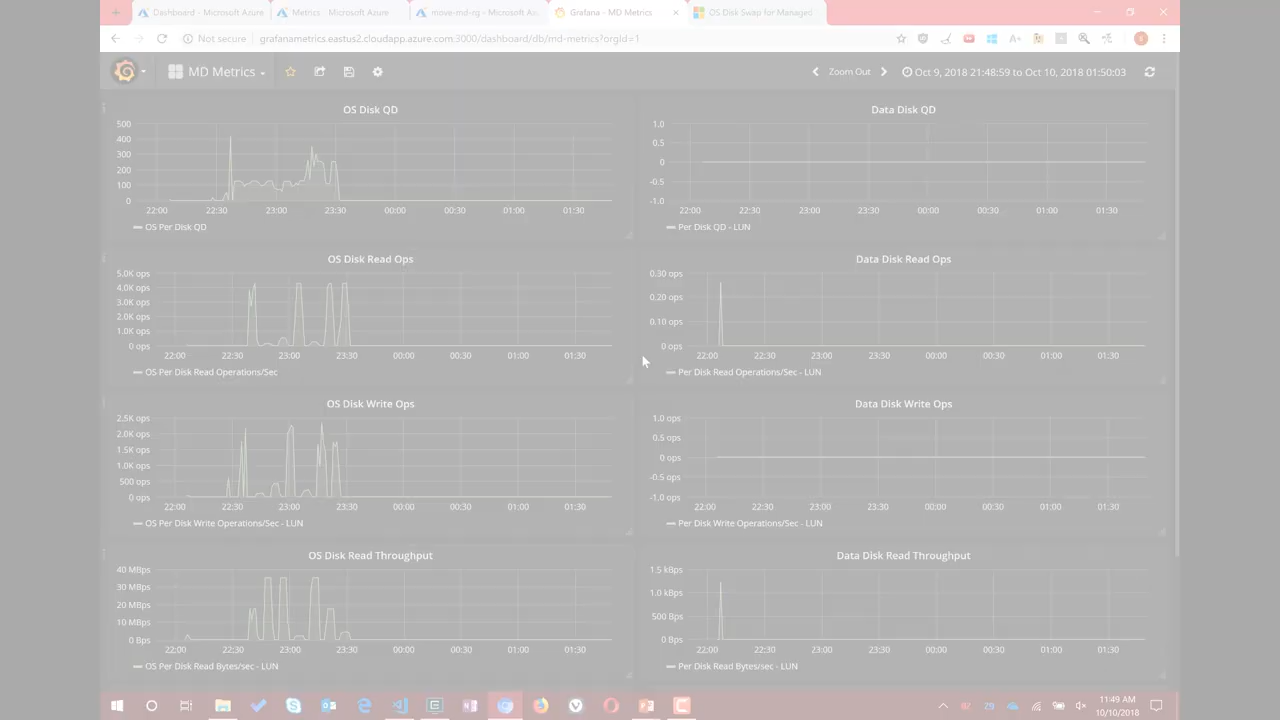 Dashboard - Microsoft Azure
Metrics - Microsoft Azure
move-md-rg - Microsoft Az
Grafana - MD Metrics
OS Disk Swap for Managed
Not secure
grafanametrics.eastus2.cloudapp.azure.com:3000/dashboard/db/md-metrics?orgId=1
MD Metrics
Zoom Out
Oct 9, 2018 21:48:59 to Oct 10, 2018 01:50:03
OS Disk QD
500
400
300
200
100
0
22:00 22:30 23:00 23:30 00:00 00:30 01:00 01:30
OS Per Disk QD
Data Disk QD
1.0
0.5
0
-0.5
-1.0
22:00 22:30 23:00 23:30 00:00 00:30 01:00 01:30
Per Disk QD - LUN
OS Disk Read Ops
5.0K ops
4.0K ops
3.0K ops
2.0K ops
1.0K ops
0 ops
22:00 22:30 23:00 23:30 00:00 00:30 01:00 01:30
OS Per Disk Read Operations/Sec
Data Disk Read Ops
0.30 ops
0.20 ops
0.10 ops
0 ops
22:00 22:30 23:00 23:30 00:00 00:30 01:00 01:30
Per Disk Read Operations/Sec - LUN
OS Disk Write Ops
2.5K ops
2.0K ops
1.5K ops
1.0K ops
500 ops
0 ops
22:00 22:30 23:00 23:30 00:00 00:30 01:00 01:30
OS Per Disk Write Operations/Sec - LUN
Data Disk Write Ops
1.0 ops
0.5 ops
0 ops
-0.5 ops
-1.0 ops
22:00 22:30 23:00 23:30 00:00 00:30 01:00 01:30
Per Disk Write Operations/Sec - LUN
OS Disk Read Throughput
40 MBps
30 MBps
20 MBps
10 MBps
0 Bps
22:00 22:30 23:00 23:30 00:00 00:30 01:00 01:30
OS Per Disk Read Bytes/sec - LUN
Data Disk Read Throughput
1.5 kBps
1.0 kBps
500 Bps
0 Bps
22:00 22:30 23:00 23:30 00:00 00:30 01:00 01:30
Per Disk Read Bytes/sec - LUN
11:49 AM
10/10/2018